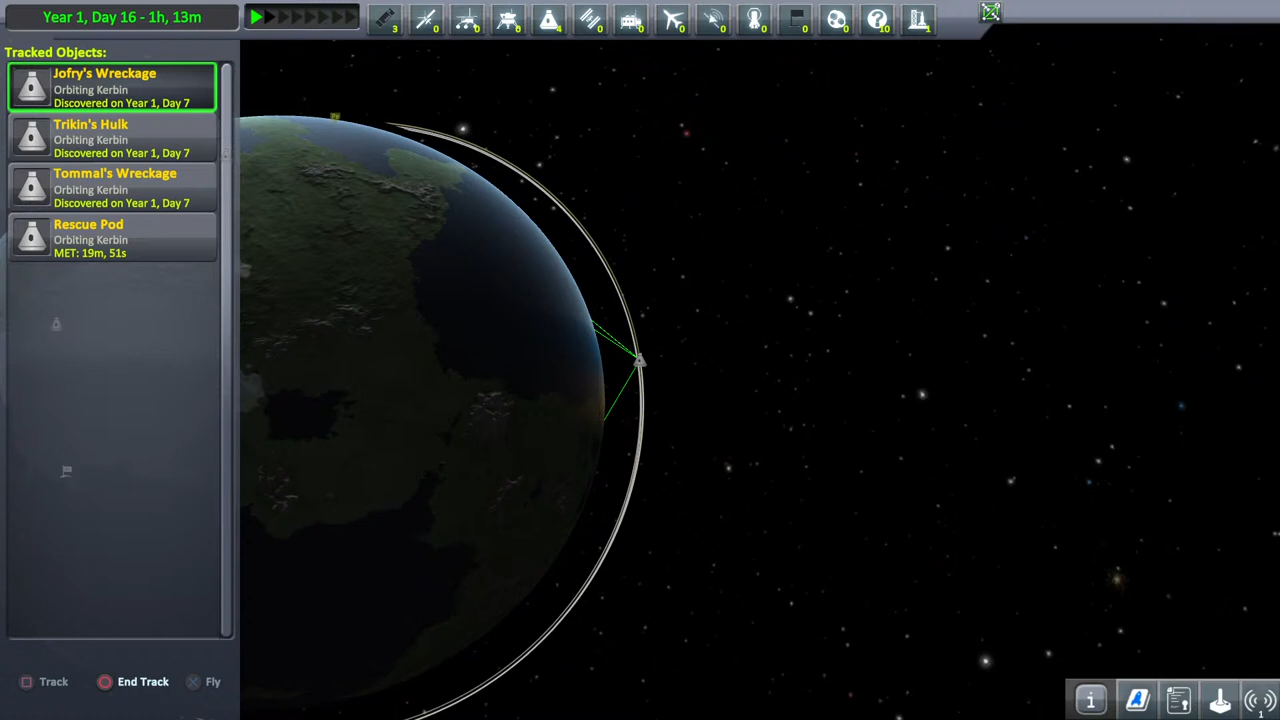 Year 1, Day 16 - 1h, 13m
3 0 0 0 4 0 0 0 0 0 0 0 10 1
Tracked Objects:
Jofry's Wreckage
Orbiting Kerbin
Discovered on Year 1, Day 7
Trikin's Hulk
Orbiting Kerbin
Discovered on Year 1, Day 7
Tommal's Wreckage
Orbiting Kerbin
Discovered on Year 1, Day 7
Rescue Pod
Orbiting Kerbin
MET: 19m, 51s
Track End Track Fly
1